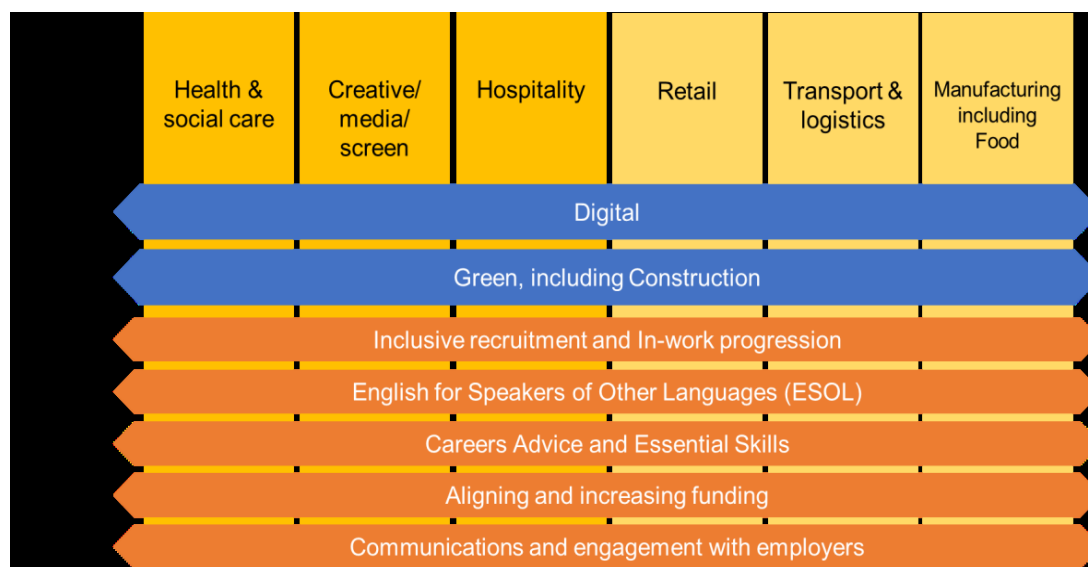 Health &
social care
Creative/
media/
screen
Hospitality
Retail
Transport &
logistics
Manufacturing
including
Food
Digital
Green, including Construction
Inclusive recruitment and In-work progression
English for Speakers of Other Languages (ESOL)
Careers Advice and Essential Skills
Aligning and increasing funding
Communications and engagement with employers